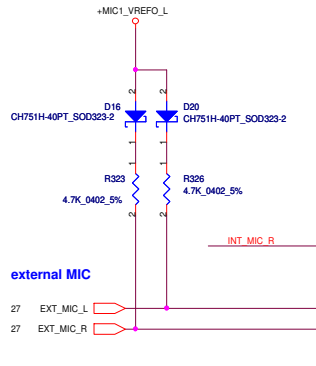 +MIC1_VREFO_L
2 2
D16 D20
CH751H-40PT_SOD323-2 CH751H-40PT_SOD323-2
1 1
1 1
R323 R326
4.7K_0402_5% 4.7K_0402_5%
2 2
INT_MIC_R
external MIC
27 EXT_MIC_L
27 EXT_MIC_R